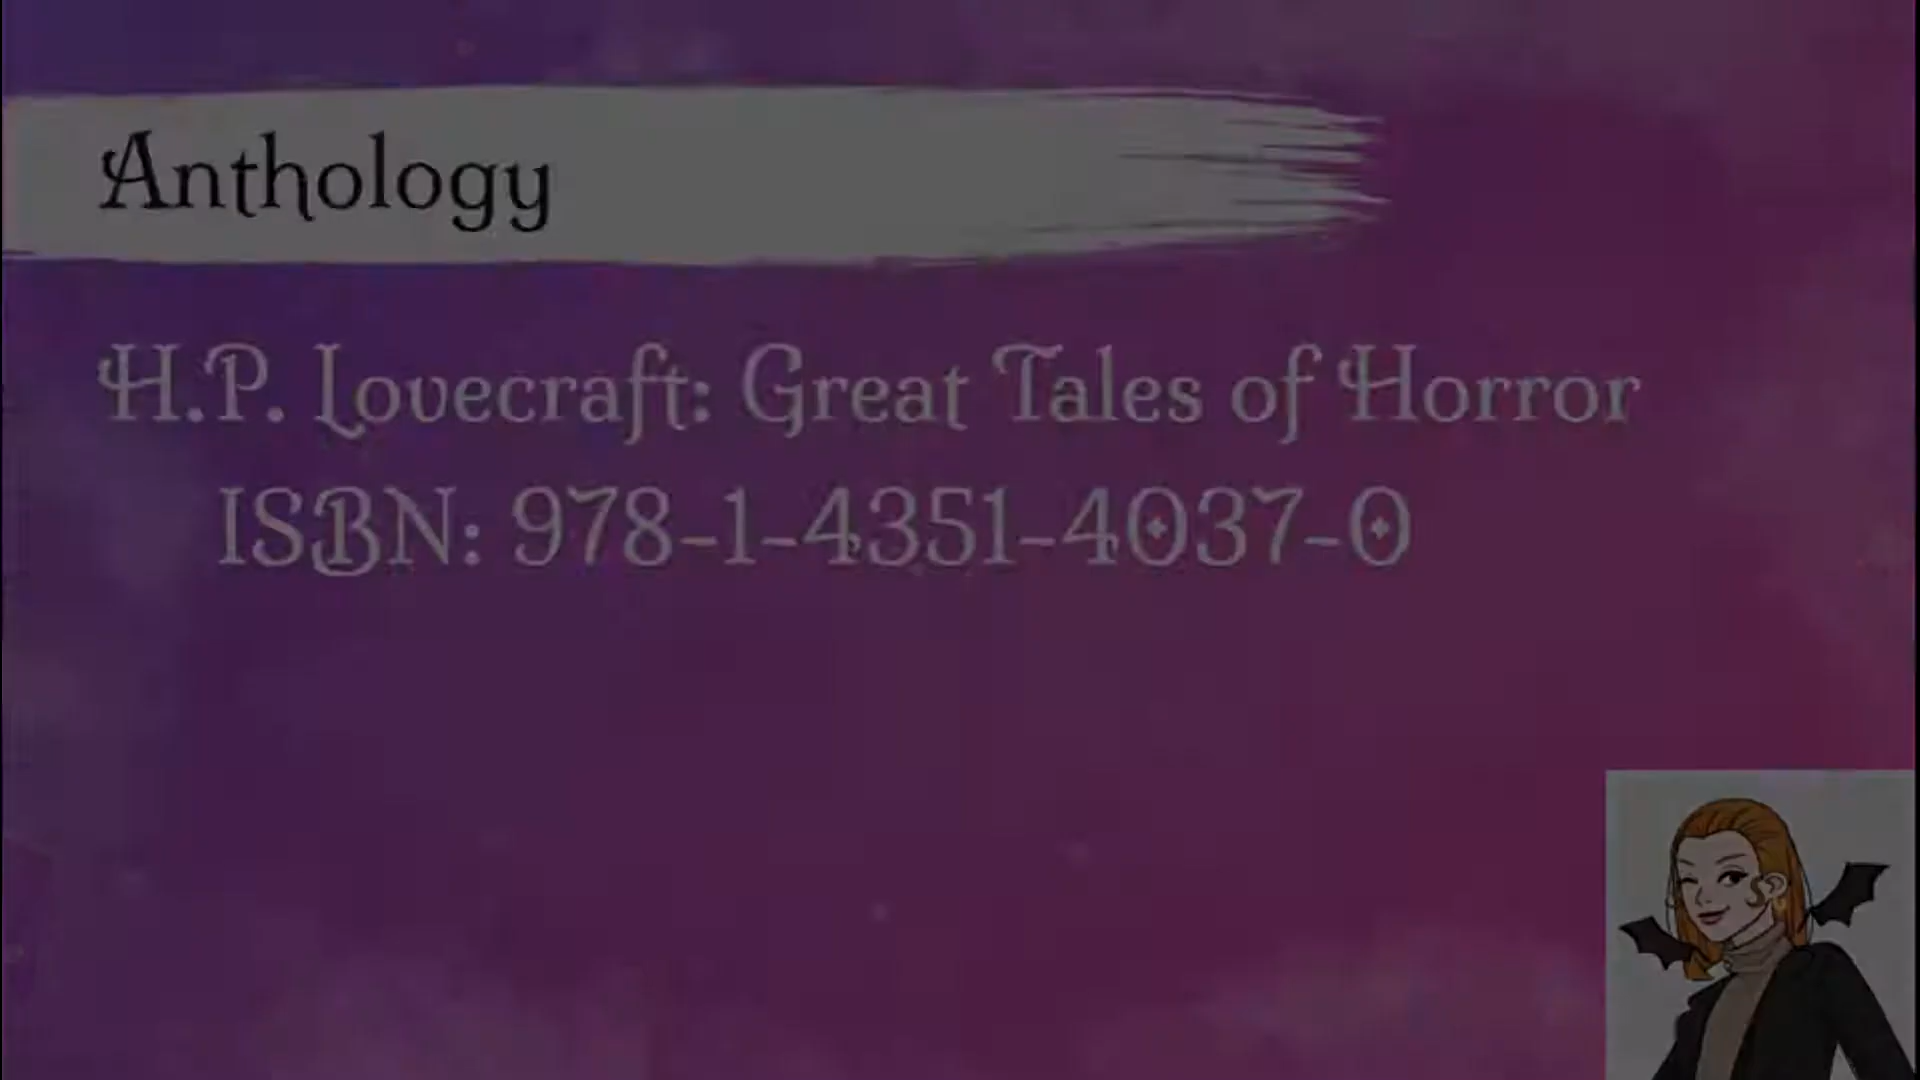 Anthology
H.P. Lovecraft: Great Tales of Horror
ISBN: 978-1-4351-4037-0